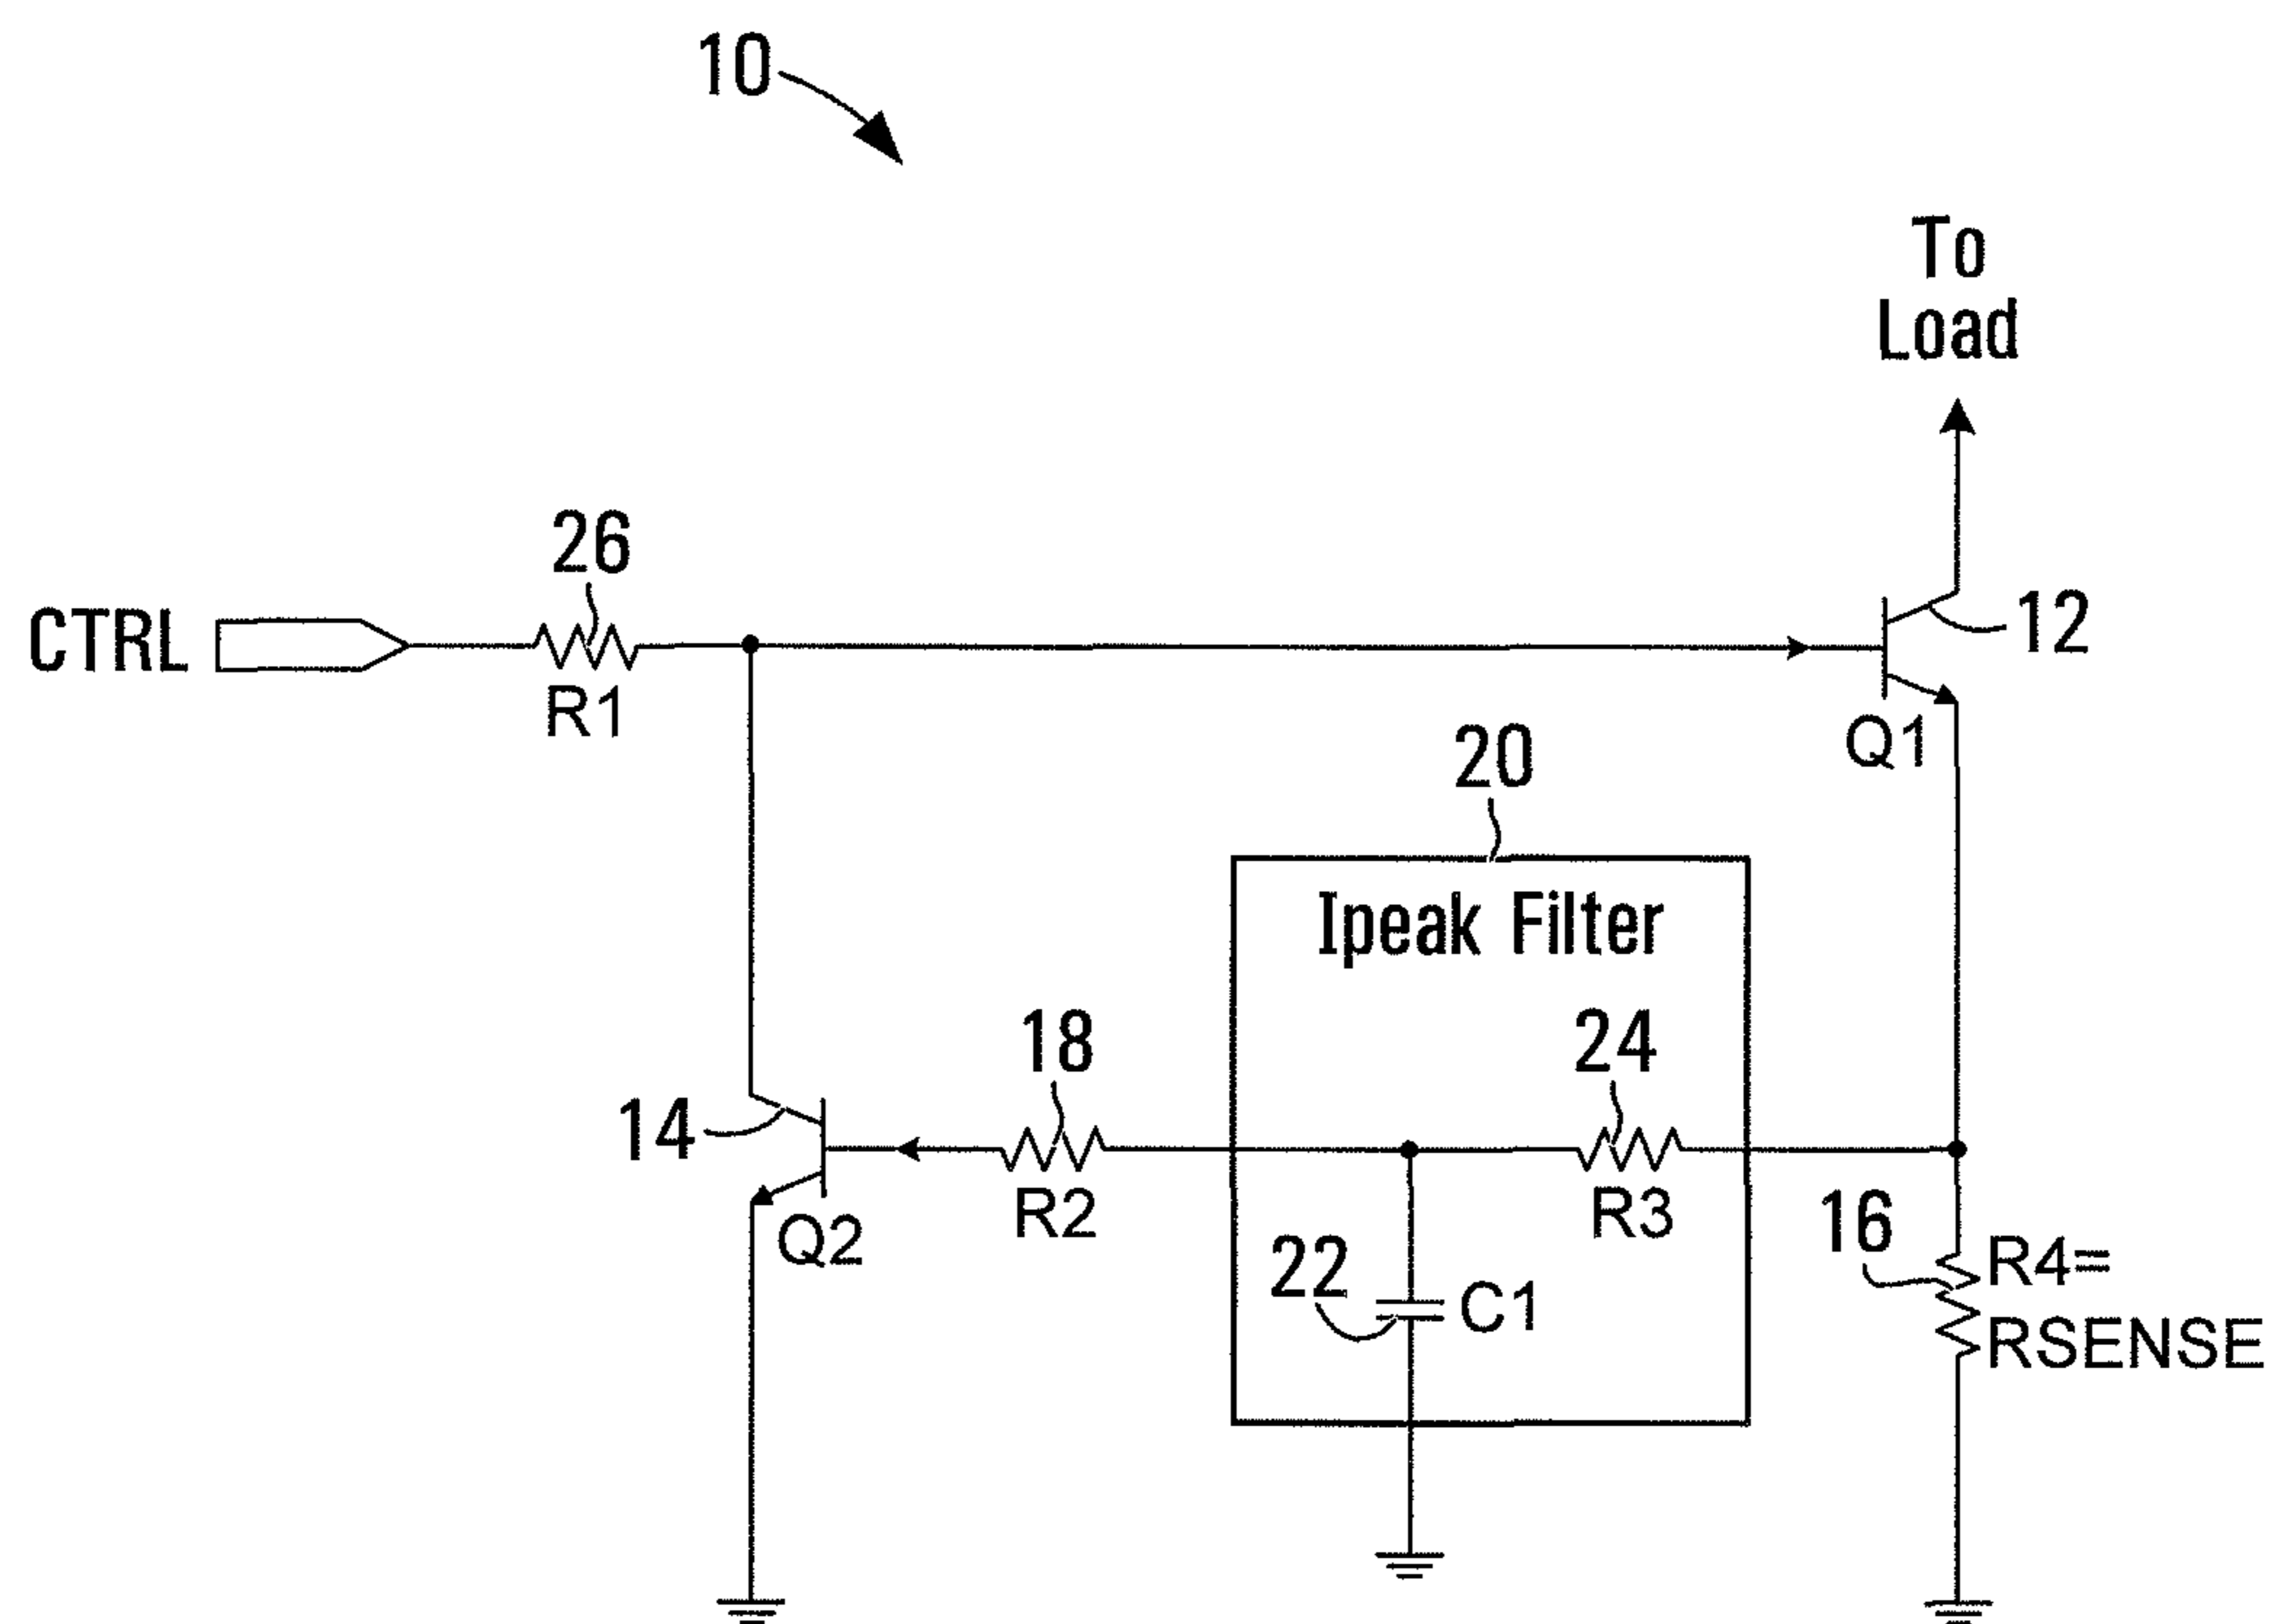 10
To
Load
26
CTRL
R1
12
Q1
20
Ipeak Filter
18
24
14
R2
R3
Q2
16
22
C1
R4=
RSENSE